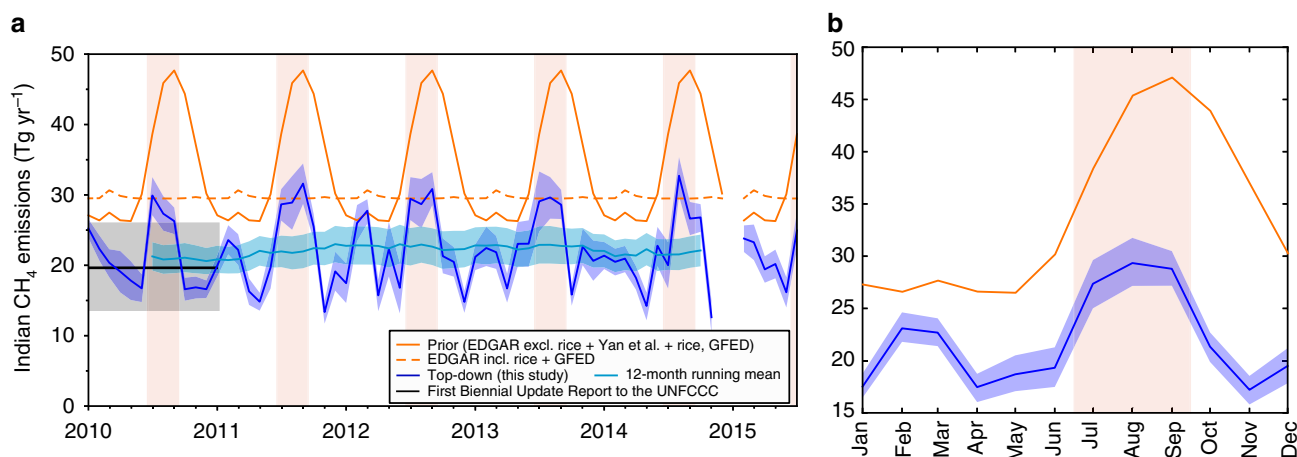 a
Indian CH4 emissions (Tg yr−1)
50
40
30
20
10
0
2010
2011
2012
2013
2014
2015
Prior (EDGAR excl. rice + Yan et al. + rice, GFED)
EDGAR incl. rice + GFED
Top-down (this study)
12-month running mean
First Biennial Update Report to the UNFCCC
b
50
45
40
35
30
25
20
15
Jan
Feb
Mar
Apr
May
Jun
Jul
Aug
Sep
Oct
Nov
Dec